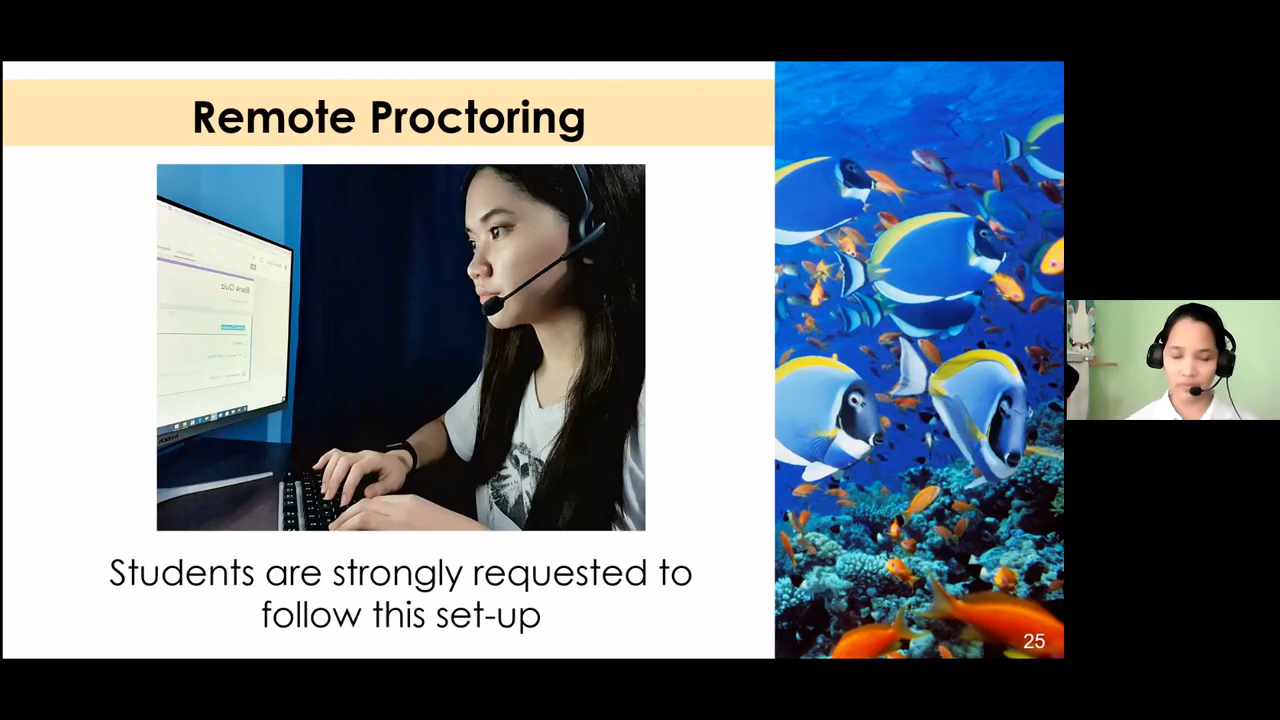 Remote Proctoring
Students are strongly requested to
follow this set-up
25